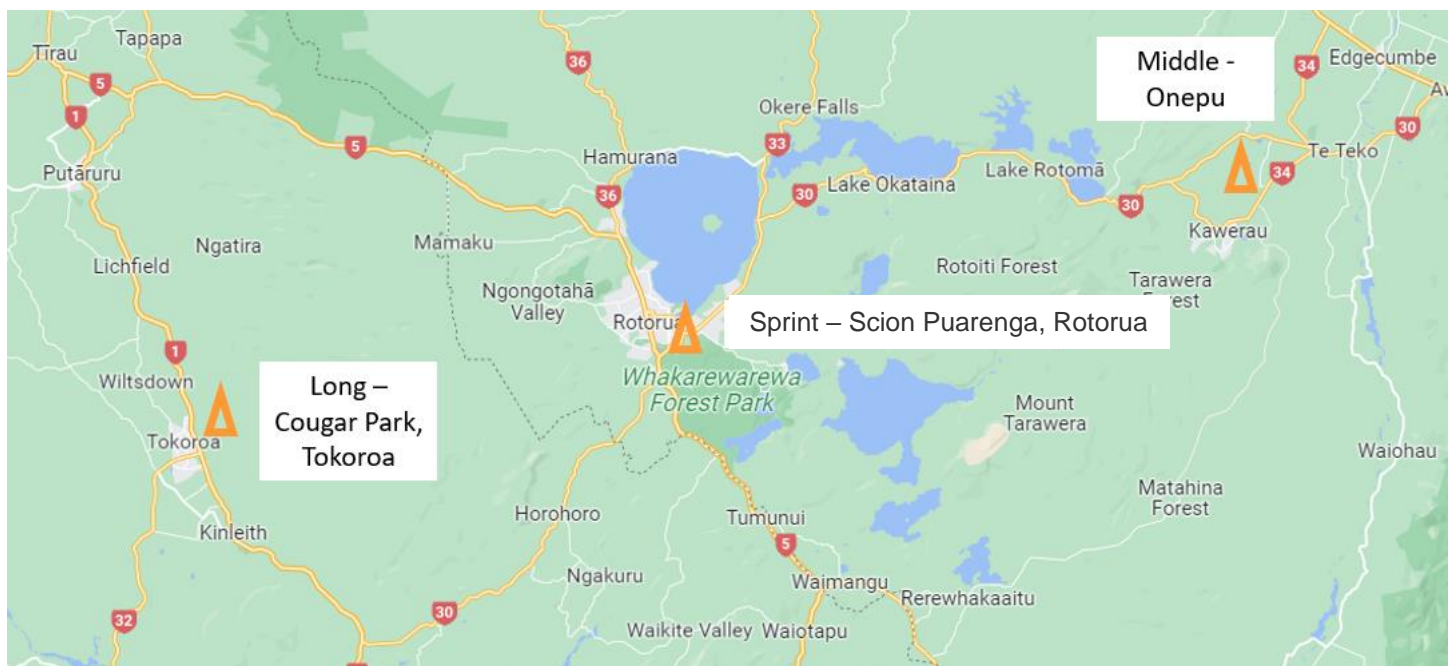 Tapapa
Tīrau
5
1
36
Middle -
Onepu
34
Edgecumbe
Aw
30
Okere Falls
33
5
Hamurana
Te Teko
Putāruru
36
30
Lake Okataina
Lake Rotomā
34
30
Kawerau
Ngatira
Mamaku
Lichfield
Rotoiti Forest
Tarawera
Forest
Ngongotahā
Valley
Rotorua
Sprint – Scion Puarenga, Rotorua
1
Wiltsdown
Long –
Cougar Park,
Tokoroa
Whakarewarewa
Forest Park
Mount
Tarawera
Tokoroa
Waiohau
Matahina
Forest
Horohoro
Tumunui
Kinleith
5
Ngakuru
Waimangu
Rerewhakaaitu
30
32
Waikite Valley
Waiotapu